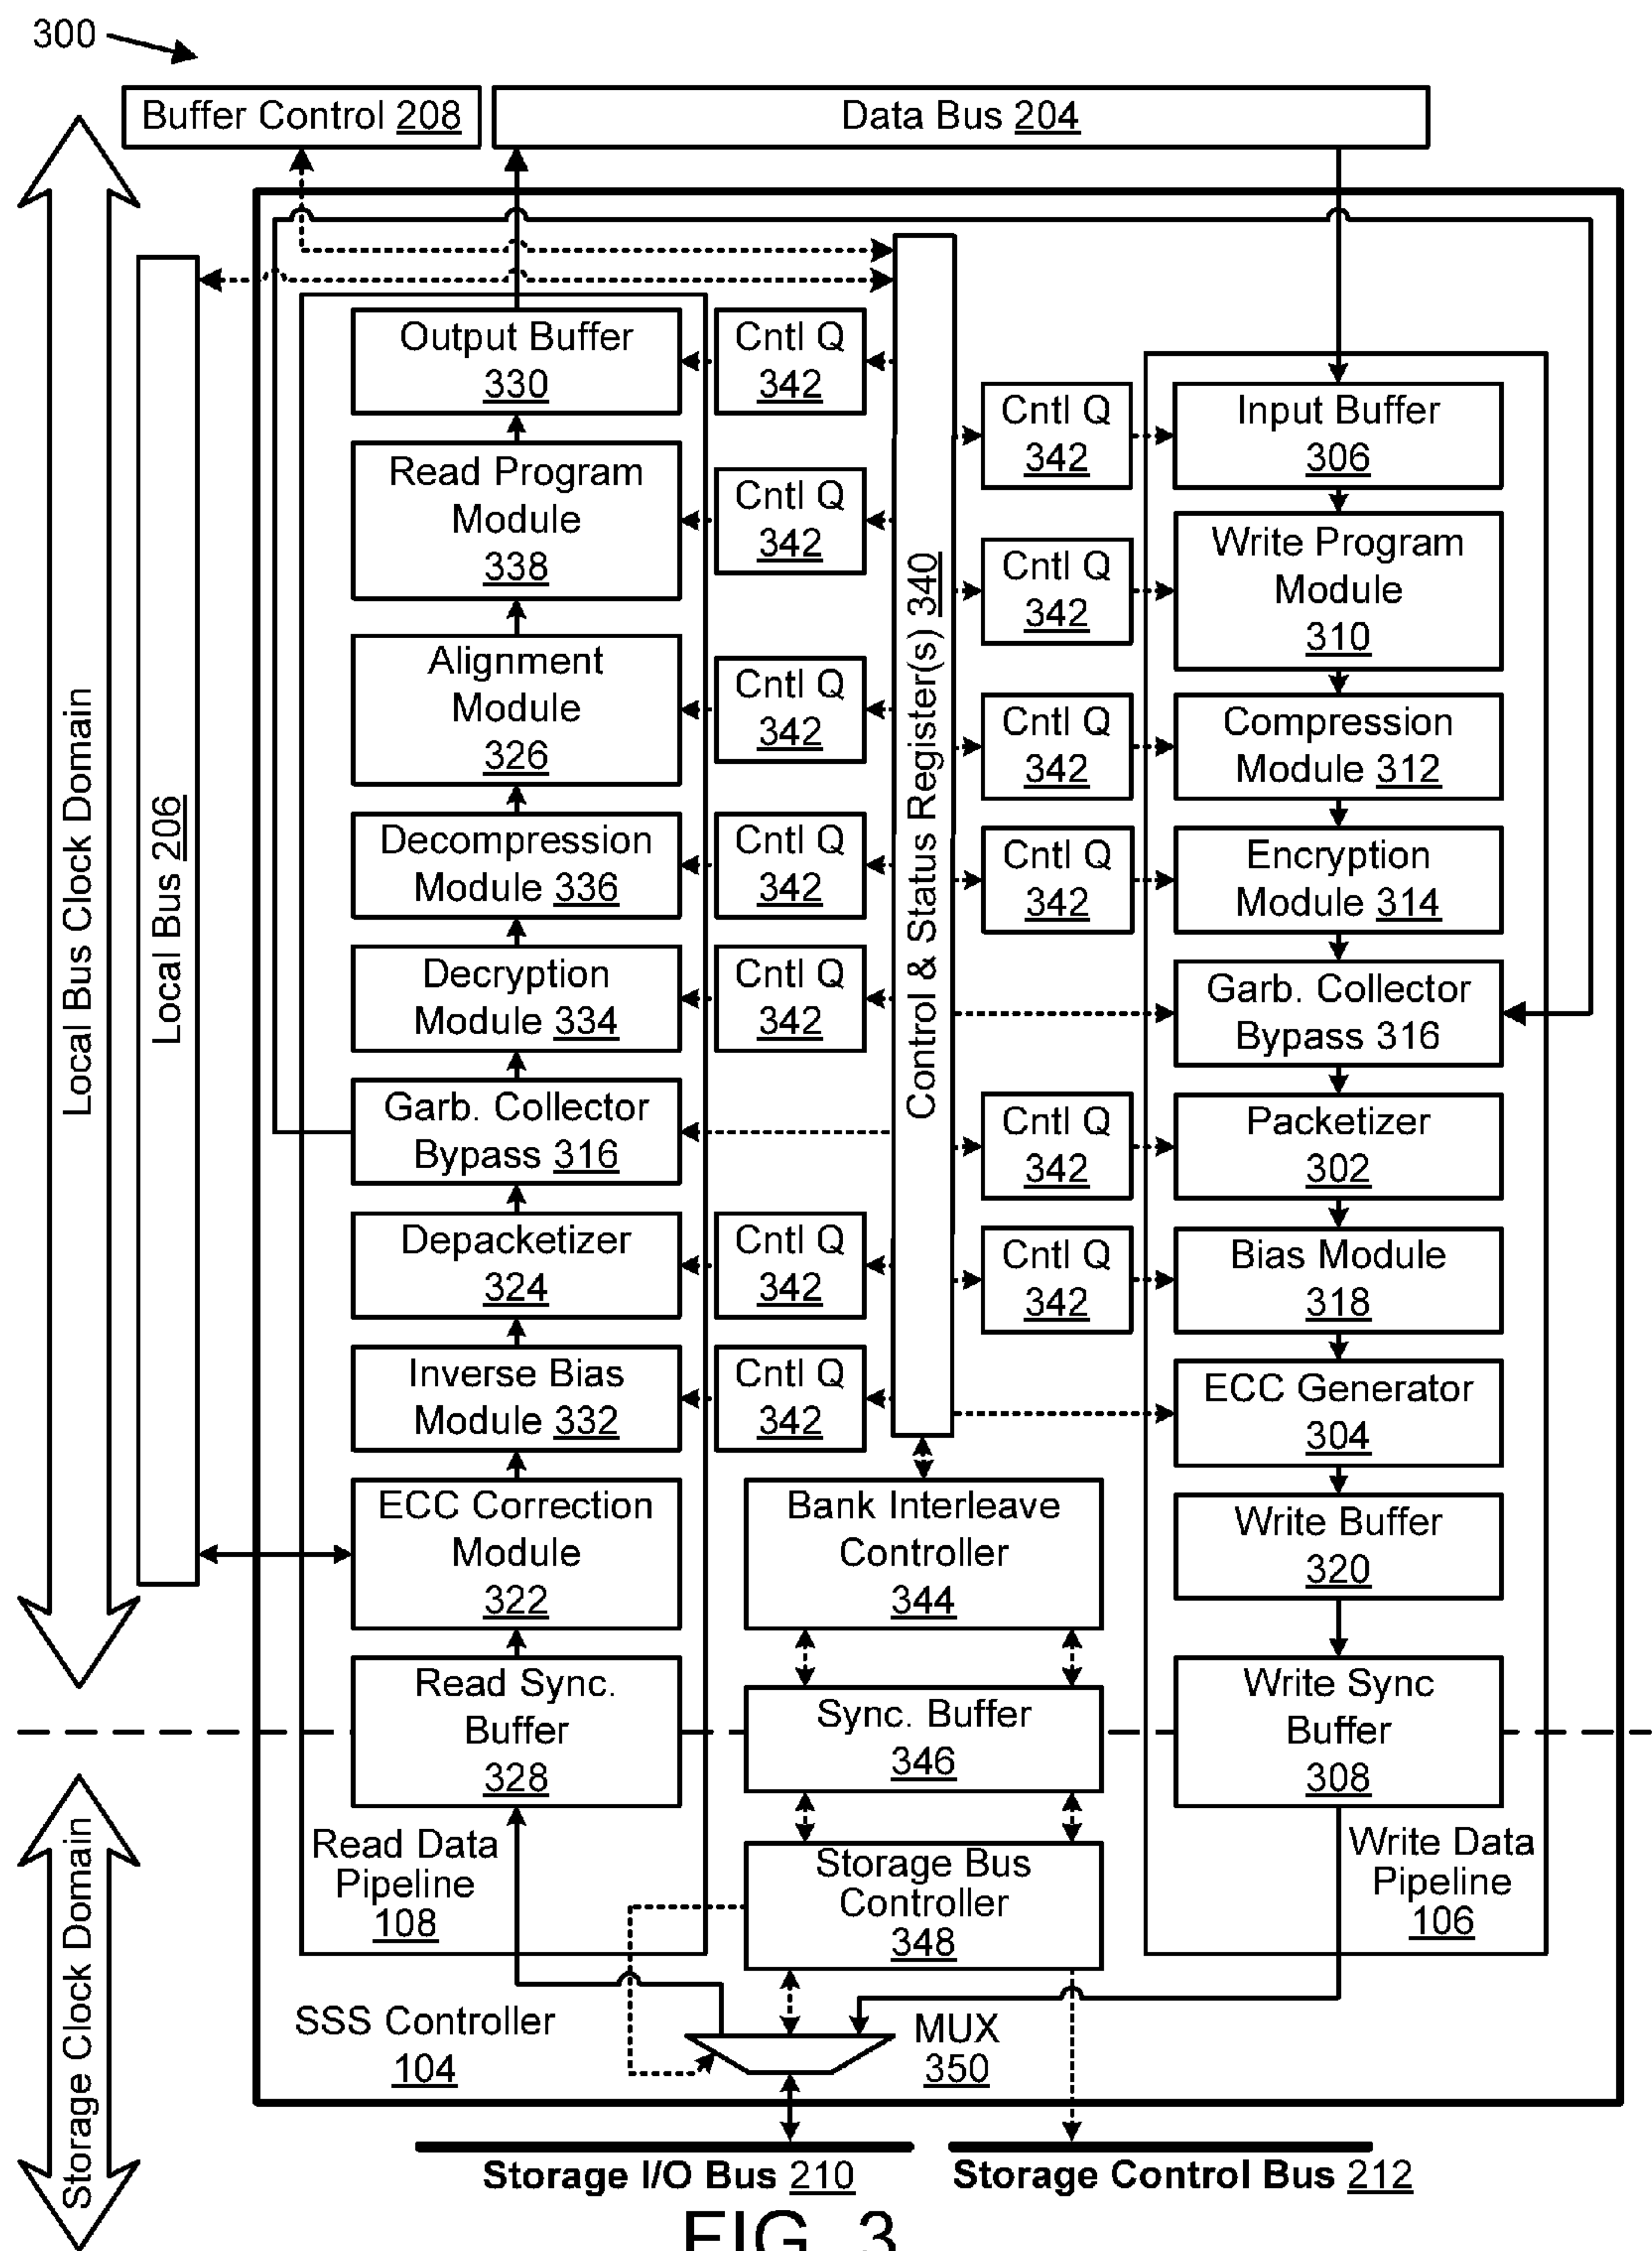 300
Buffer Control 208
Data Bus 204
Local Bus Clock Domain
Local Bus 206
Output Buffer
330
Read Program
Module
338
Alignment
Module
326
Decompression
Module 336
Decryption
Module 334
Garb. Collector
Bypass 316
Depacketizer
324
Inverse Bias
Module 332
ECC Correction
Module
322
Read Sync.
Buffer
328
Read Data
Pipeline
108
Cntl Q
342
Cntl Q
342
Cntl Q
342
Cntl Q
342
Cntl Q
342
Cntl Q
342
Cntl Q
342
Control & Status Register(s) 340
Bank Interleave
Controller
344
Sync. Buffer
346
Storage Bus
Controller
348
Cntl Q
342
Cntl Q
342
Cntl Q
342
Cntl Q
342
Cntl Q
342
Cntl Q
342
Input Buffer
306
Write Program
Module
310
Compression
Module 312
Encryption
Module 314
Garb. Collector
Bypass 316
Packetizer
302
Bias Module
318
ECC Generator
304
Write Buffer
320
Write Sync
Buffer
308
Write Data
Pipeline
106
Storage Clock Domain
SSS Controller
104
MUX
350
Storage I/O Bus 210
Storage Control Bus 212
FIG. 3